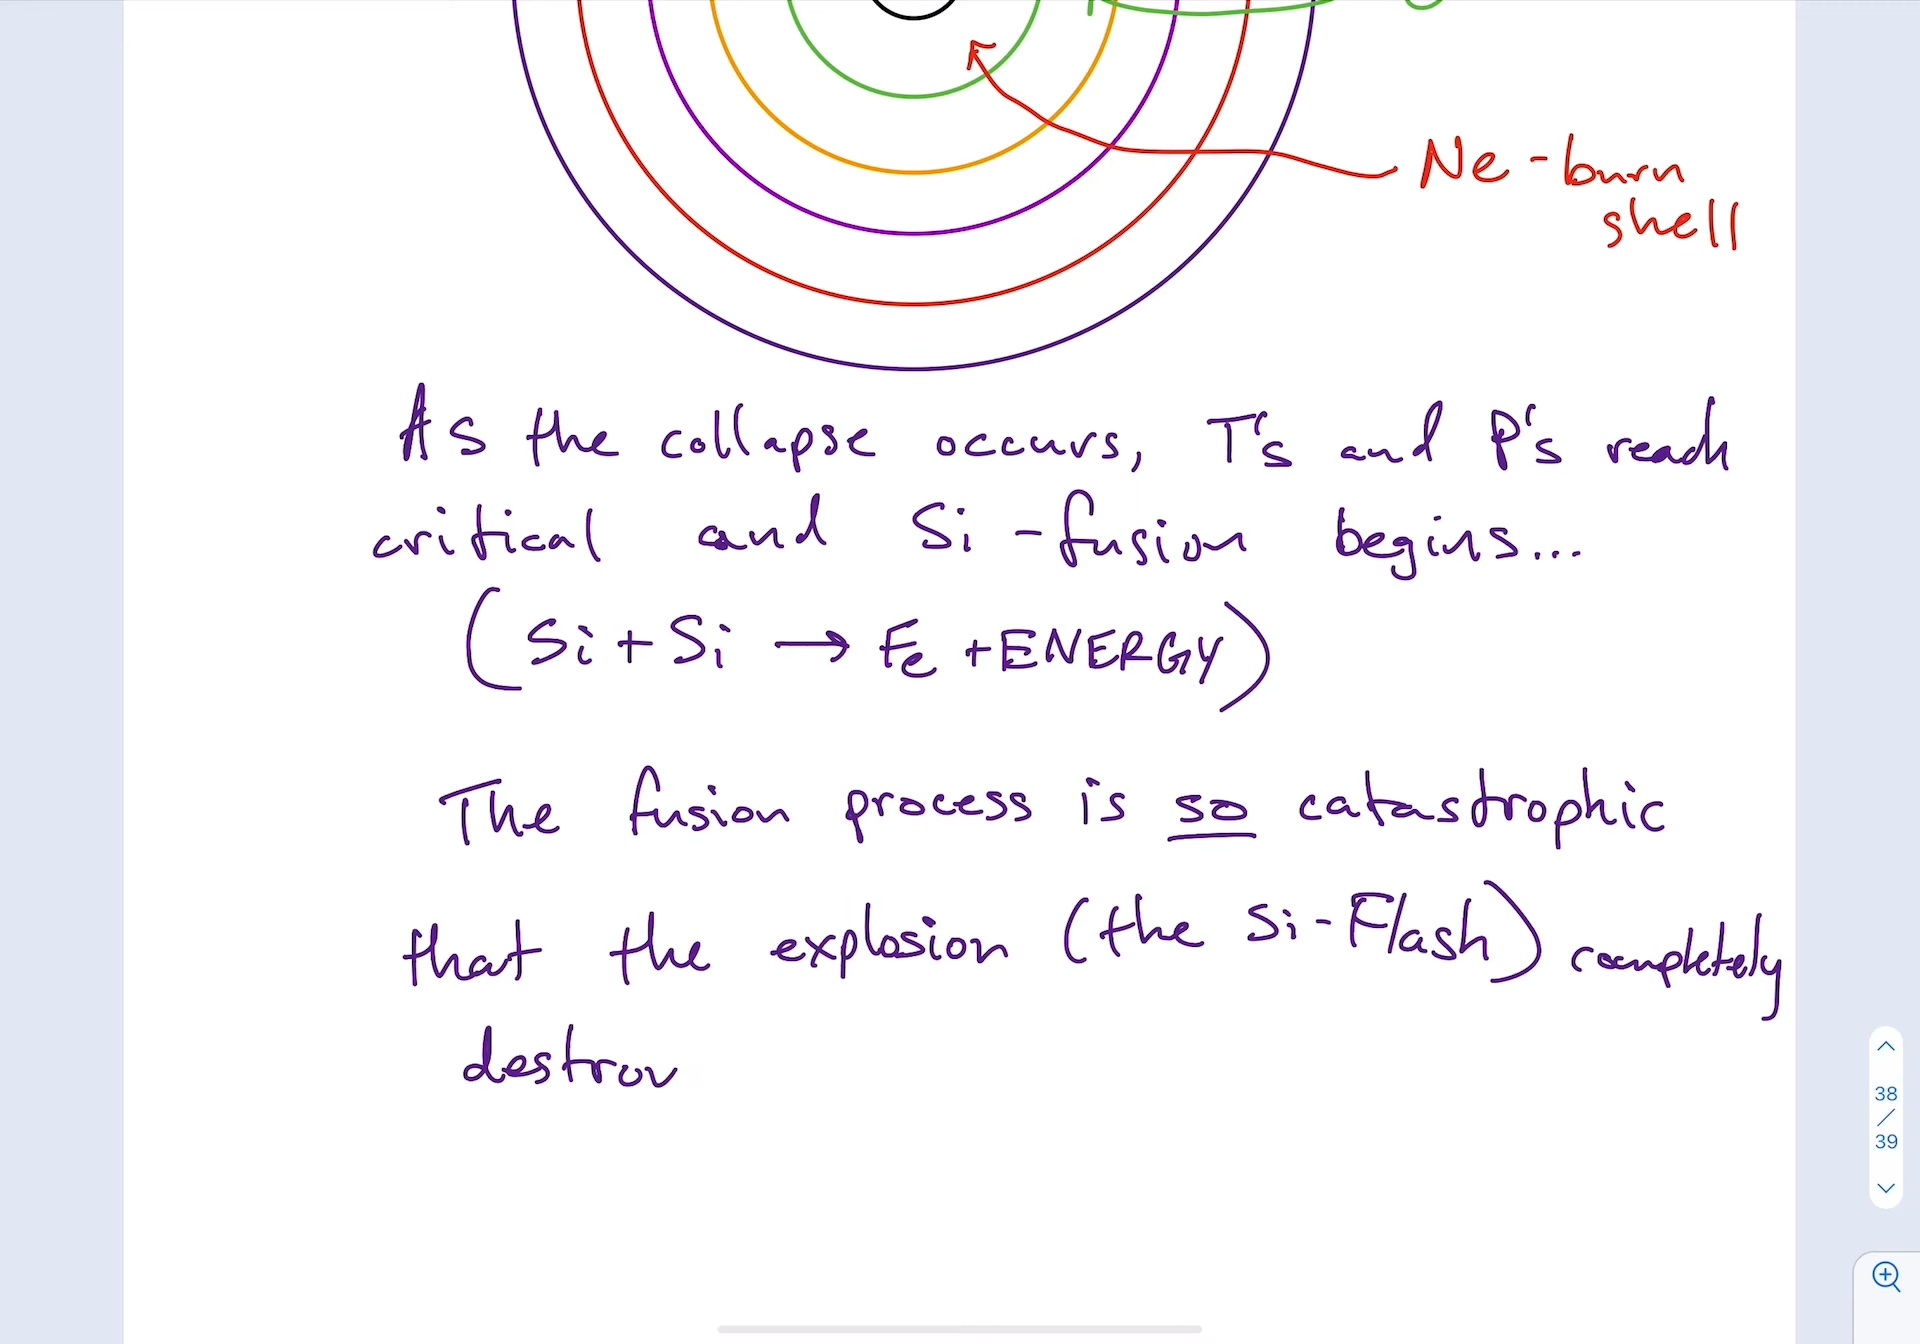 Ne-burn
shell
As the collapse occurs, T's and P's reach
critical and Si-fusion begins...
(Si + Si → Fe + ENERGY)
The fusion process is so catastrophic
that the explosion (the Si-Flash) completely
destrov
38
/
39